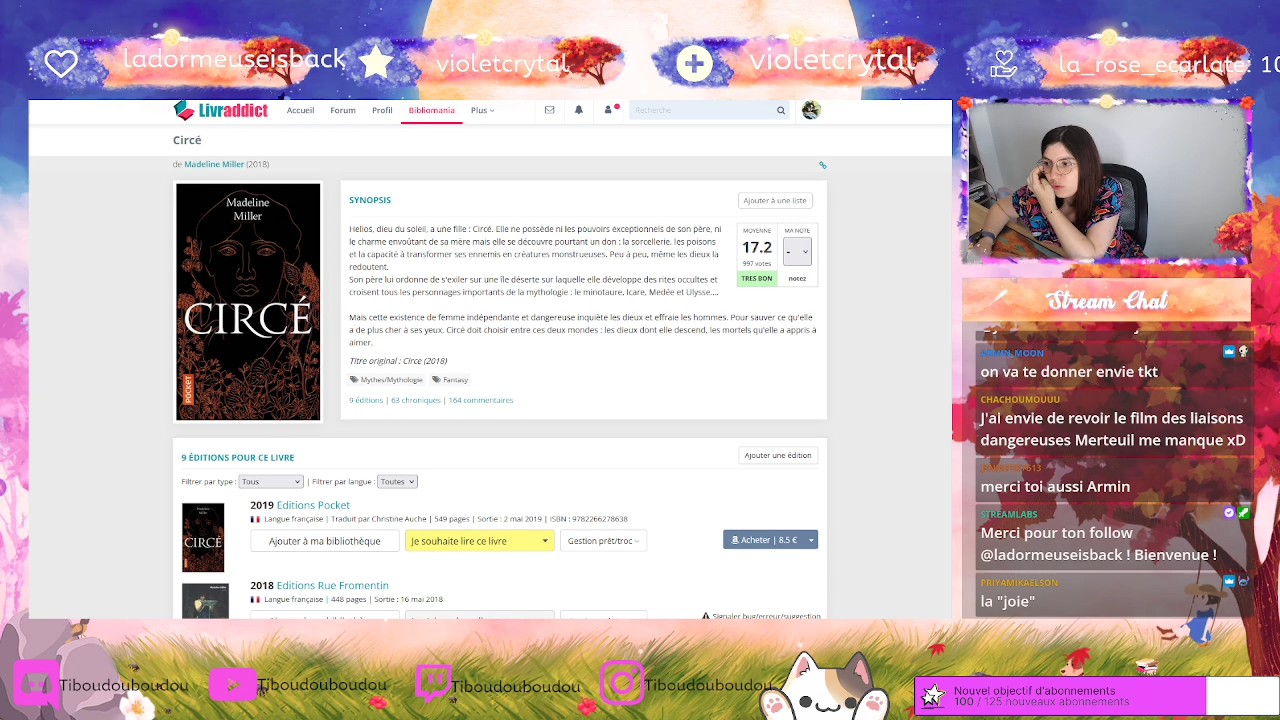 ladormeuseisback
violetcrytal
violetcrytal
la_rose_ecarlate: 10
Livraddict
Accueil
Forum
Profil
Bibliomania
Plus
Recherche
Circé
de Madeline Miller (2018)
Madeline
Miller
CIRCÉ
POCKET
SYNOPSIS
Ajouter à une liste
Helios, dieu du soleil, a une fille : Circé. Elle ne possède ni les pouvoirs exceptionnels de son père, ni
le charme envoûtant de sa mère mais elle se découvre pourtant un don : la sorcellerie, les poisons
et la capacité à transformer ses ennemis en créatures monstrueuses. Peu à peu, même les dieux la
redoutent.
Son père lui ordonne de s'exiler sur une île déserte sur laquelle elle développe des rites occultes et
croisent tous les personnages importants de la mythologie : le minotaure, Icare, Medée et Ulysse....
Mais cette existence de femme indépendante et dangereuse inquiète les dieux et effraie les hommes. Pour sauver ce qu'elle
a de plus cher à ses yeux, Circé doit choisir entre ces deux mondes : les dieux dont elle descend, les mortels qu'elle a appris à
aimer.
Titre original : Circe (2018)
Mythes/Mythologie
Fantasy
9 éditions | 63 chroniques | 164 commentaires
MOYENNE
17.2
997 votes
TRES BON
MA NOTE
-
notez
9 ÉDITIONS POUR CE LIVRE
Ajouter une édition
Filtrer par type : Tous | Filtrer par langue : Toutes
Madeline
Miller
CIRCÉ
2019 Editions Pocket
Langue française | Traduit par Christine Auche | 549 pages | Sortie : 2 mai 2019 | ISBN : 9782266278638
Ajouter à ma bibliothèque
Je souhaite lire ce livre
Gestion prêt/troc
Acheter | 8.5 €
2018 Editions Rue Fromentin
Langue française | 448 pages | Sortie : 16 mai 2018
Signaler bug/erreur/suggestion
Stream Chat
on va te donner envie tkt
CHACHOUMOUUU
J'ai envie de revoir le film des liaisons
dangereuses Merteuil me manque xD
merci toi aussi Armin
STREAMLABS
Merci pour ton follow
@ladormeuseisback ! Bienvenue !
PRIYAMIKAELSON
la "joie"
Tiboudouboudou
Tiboudouboudou
Tiboudouboudou
Tiboudouboudou
Nouvel objectif d'abonnements
100 / 125 nouveaux abonnements